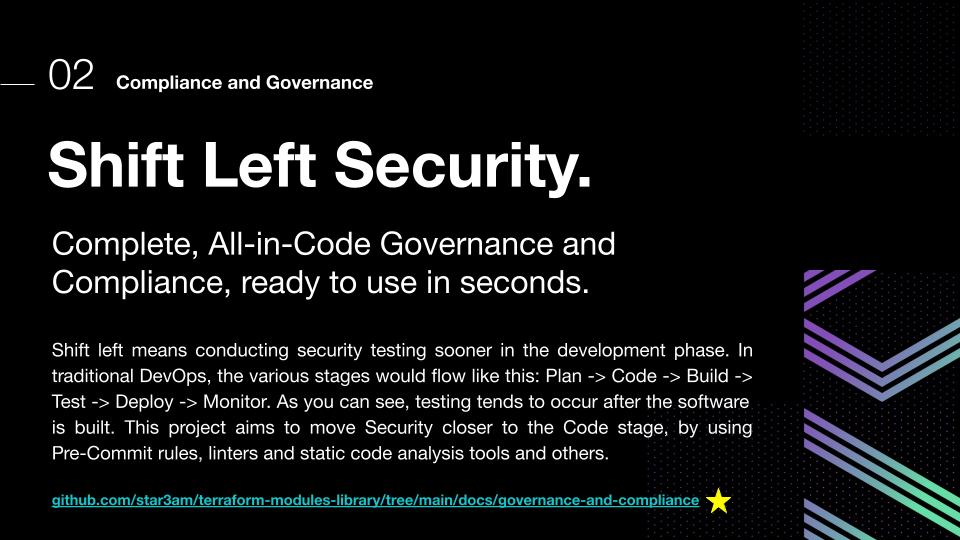 02 Compliance and Governance
Shift Left Security.
Complete, All-in-Code Governance and
Compliance, ready to use in seconds.
Shift left means conducting security testing sooner in the development phase. In
traditional DevOps, the various stages would flow like this: Plan -> Code -> Build ->
Test -> Deploy -> Monitor. As you can see, testing tends to occur after the software
is built. This project aims to move Security closer to the Code stage, by using
Pre-Commit rules, linters and static code analysis tools and others.
github.com/star3am/terraform-modules-library/tree/main/docs/governance-and-compliance